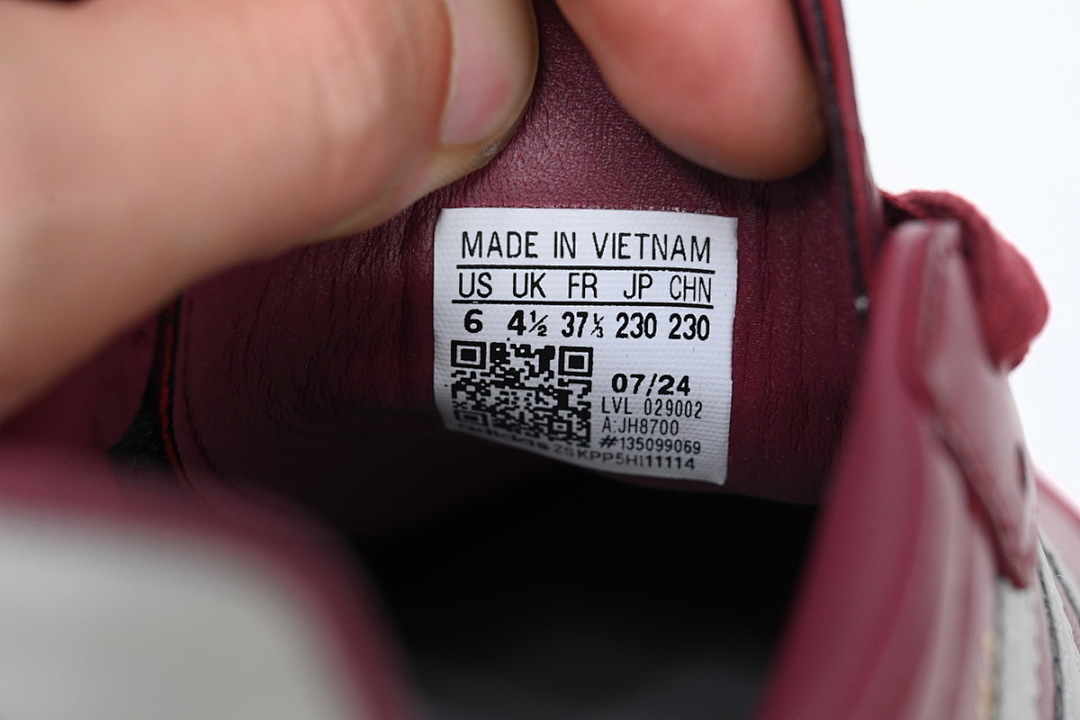 MADE IN VIETNAM
US UK FR JP CHN
6 4½ 37⅓ 230 230
07/24
LVL 029002
A:JH8700
#135099069